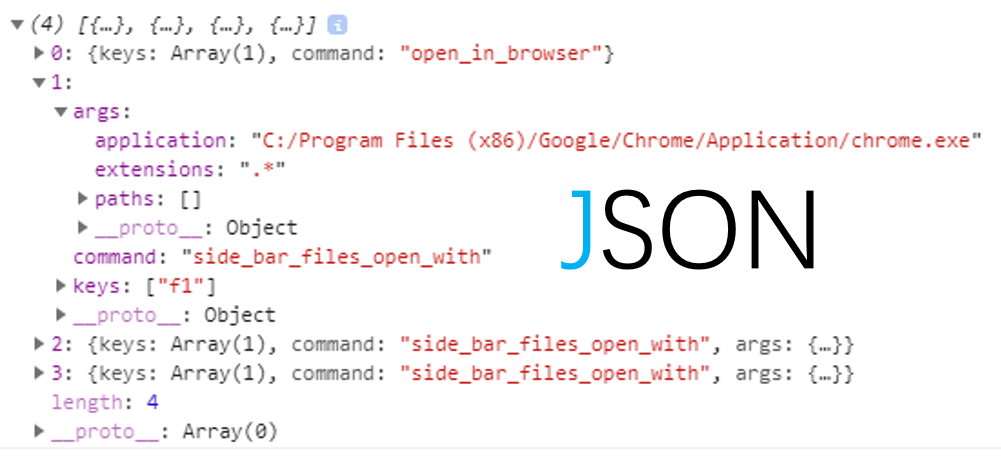 ▼(4) [{…}, {…}, {…}, {…}] i
▶0: {keys: Array(1), command: "open_in_browser"}
▼1:
▼args:
application: "C:/Program Files (x86)/Google/Chrome/Application/chrome.exe"
extensions: ".*"
▶paths: []
▶__proto__: Object
command: "side_bar_files_open_with"
▶keys: ["f1"]
▶__proto__: Object
▶2: {keys: Array(1), command: "side_bar_files_open_with", args: {…}}
▶3: {keys: Array(1), command: "side_bar_files_open_with", args: {…}}
length: 4
▶__proto__: Array(0)
JSON